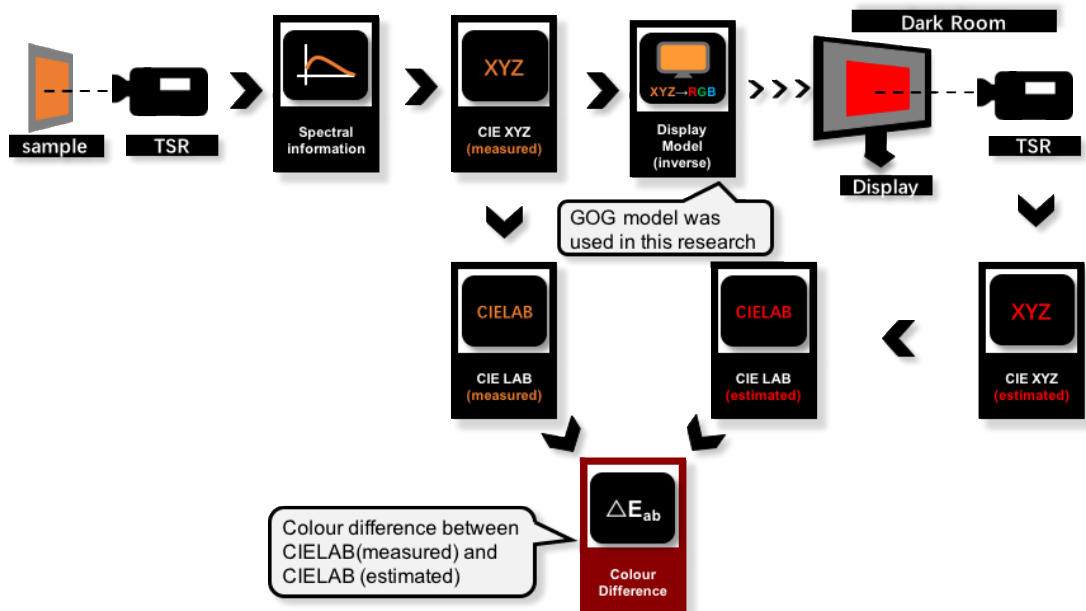 Dark Room
XYZ
XYZ→RGB
sample
TSR
Spectral
information
CIE XYZ
(measured)
Display
Model
(inverse)
Display
TSR
GOG model was
used in this research
CIELAB
CIE LAB
(measured)
CIELAB
CIE LAB
(estimated)
XYZ
CIE XYZ
(estimated)
△Eab
Colour
Difference
Colour difference between
CIELAB(measured) and
CIELAB (estimated)